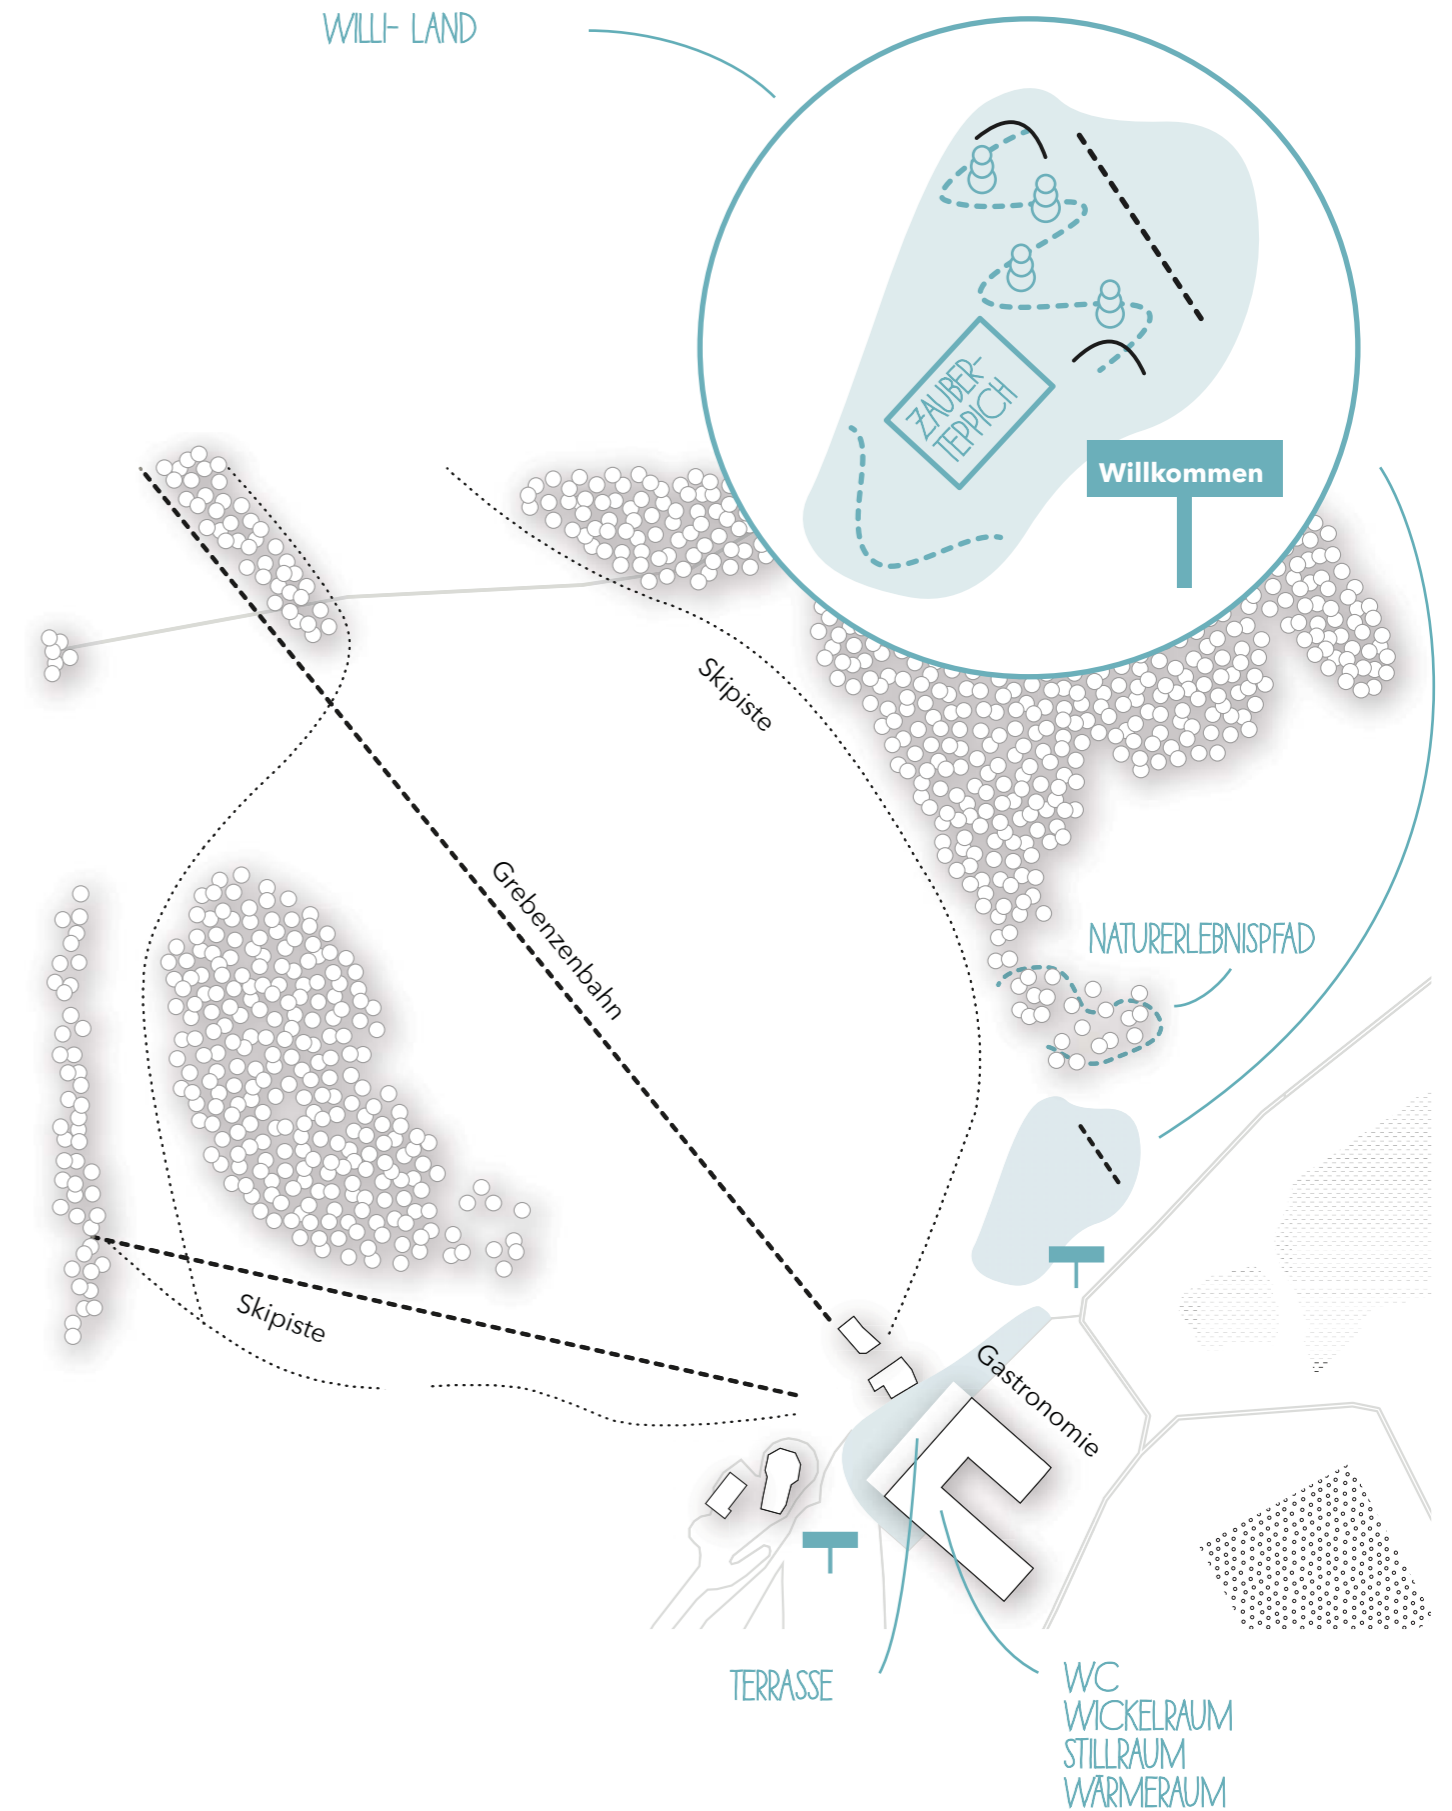 WILLI- LAND
ZAUBER-
TEPPICH
Willkommen
Skipiste
Grebenzenbahn
NATURERLEBNISPFAD
Skipiste
Gastronomie
TERRASSE
WC
WICKELRAUM
STILLRAUM
WÄRMERAUM